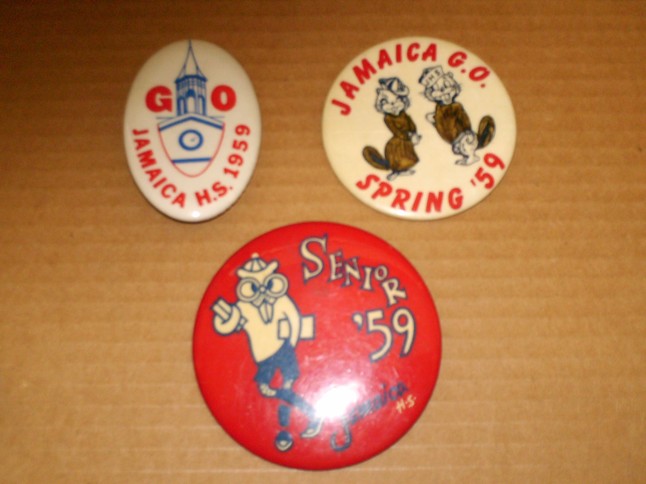 G O
JAMAICA H.S. 1959
JAMAICA G.O.
SPRING '59
SENIOR
'59
Jamaica
H.S.